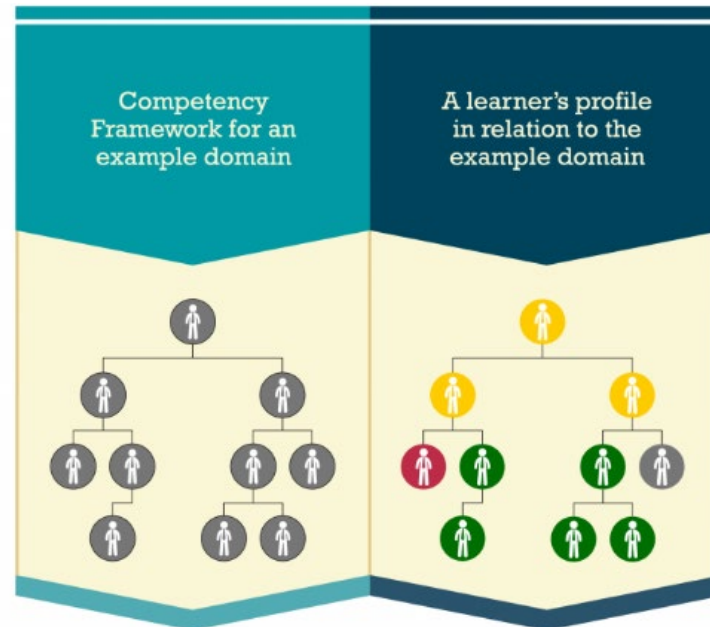 Competency
Framework for an
example domain
A learner’s profile
in relation to the
example domain